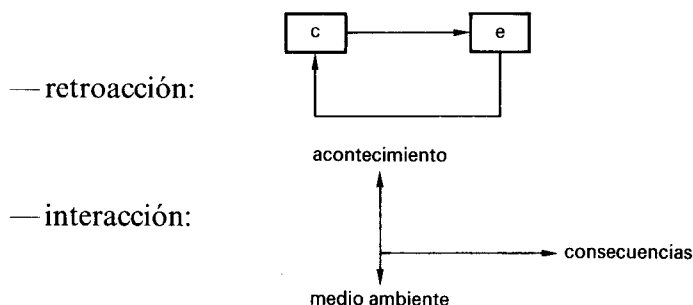 c e
— retroacción:
acontecimiento
— interacción:
consecuencias
medio ambiente